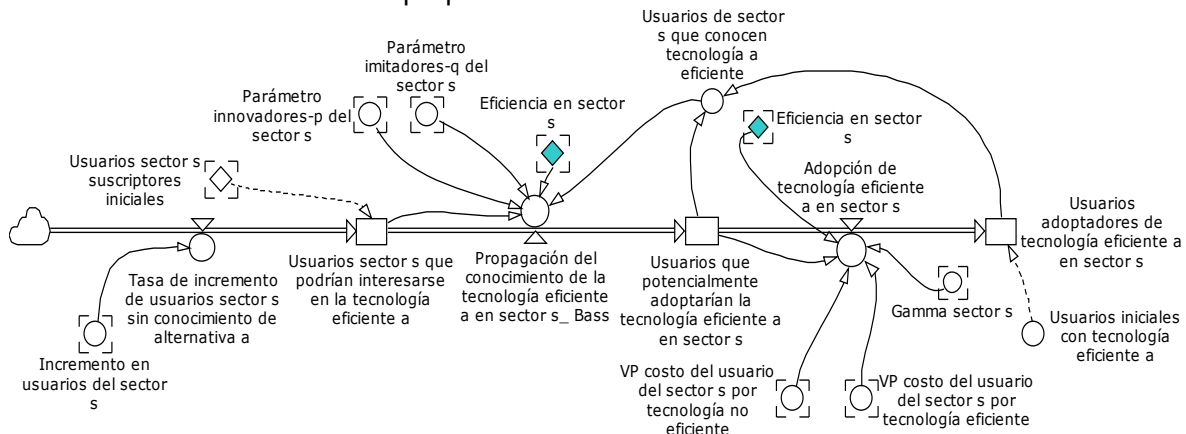 Usuarios de sector
s que conocen
tecnología a
eficiente
Parámetro
imitadores-q del
sector s
Parámetro
innovadores-p del
sector s
Eficiencia en sector
s
Eficiencia en sector
s
Usuarios sector s
suscriptores
iniciales
Adopción de
tecnología eficiente
a en sector s
Usuarios
adoptadores de
tecnología eficiente a
en sector s
Tasa de incremento
de usuarios sector s
sin conocimiento de
alternativa a
Usuarios sector s que
podrían interesarse
en la tecnología
eficiente a
Propagación del
conocimiento de la
tecnología eficiente
a en sector s_ Bass
Usuarios que
potencialmente
adoptarían la
tecnología eficiente a
en sector s
Gamma sector s
Usuarios iniciales
con tecnología
eficiente a
Incremento en
usuarios del sector
s
VP costo del usuario
del sector s por
tecnología no
eficiente
VP costo del usuario
del sector s por
tecnología eficiente